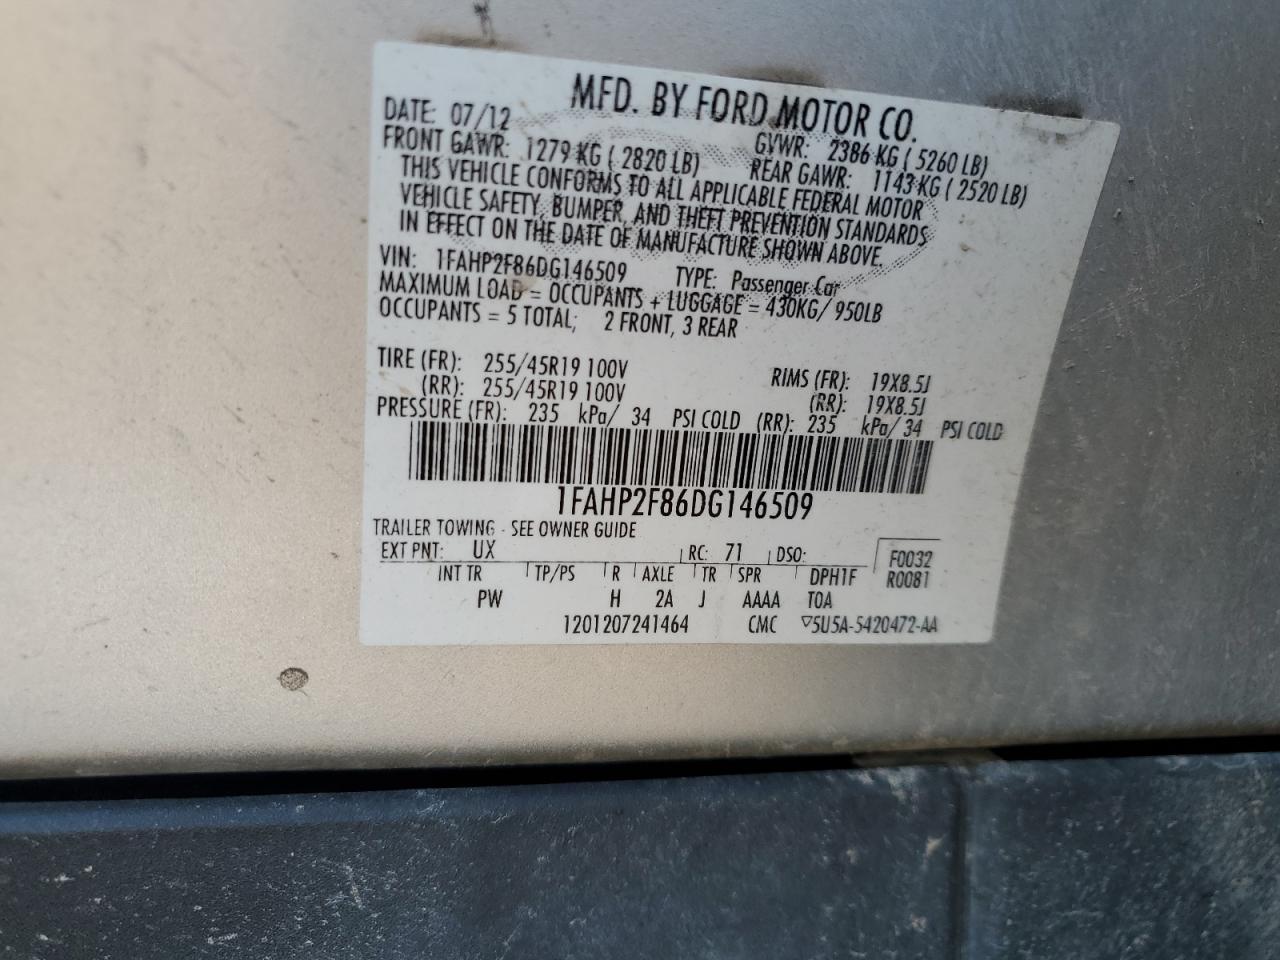 MFD. BY FORD MOTOR CO.
DATE: 07/12 GVWR: 2386 KG ( 5260 LB)
FRONT GAWR: 1279 KG ( 2820 LB) REAR GAWR: 1143 KG ( 2520 LB)
THIS VEHICLE CONFORMS TO ALL APPLICABLE FEDERAL MOTOR
VEHICLE SAFETY, BUMPER, AND THEFT PREVENTION STANDARDS
IN EFFECT ON THE DATE OF MANUFACTURE SHOWN ABOVE.
VIN: 1FAHP2F86DG146509 TYPE: Passenger Car
MAXIMUM LOAD = OCCUPANTS + LUGGAGE = 430KG/ 950LB
OCCUPANTS = 5 TOTAL; 2 FRONT, 3 REAR
TIRE (FR): 255/45R19 100V RIMS (FR): 19X8.5J
(RR): 255/45R19 100V (RR): 19X8.5J
PRESSURE (FR): 235 kPa/ 34 PSI COLD (RR): 235 kPa/ 34 PSI COLD
1FAHP2F86DG146509
TRAILER TOWING - SEE OWNER GUIDE
EXT PNT: UX RC: 71 DSO: F0032
INT TR TP/PS R AXLE TR SPR DPH1F R0081
PW H 2A J AAAA TOA
1201207241464 CMC ▽5U5A-5420472-AA